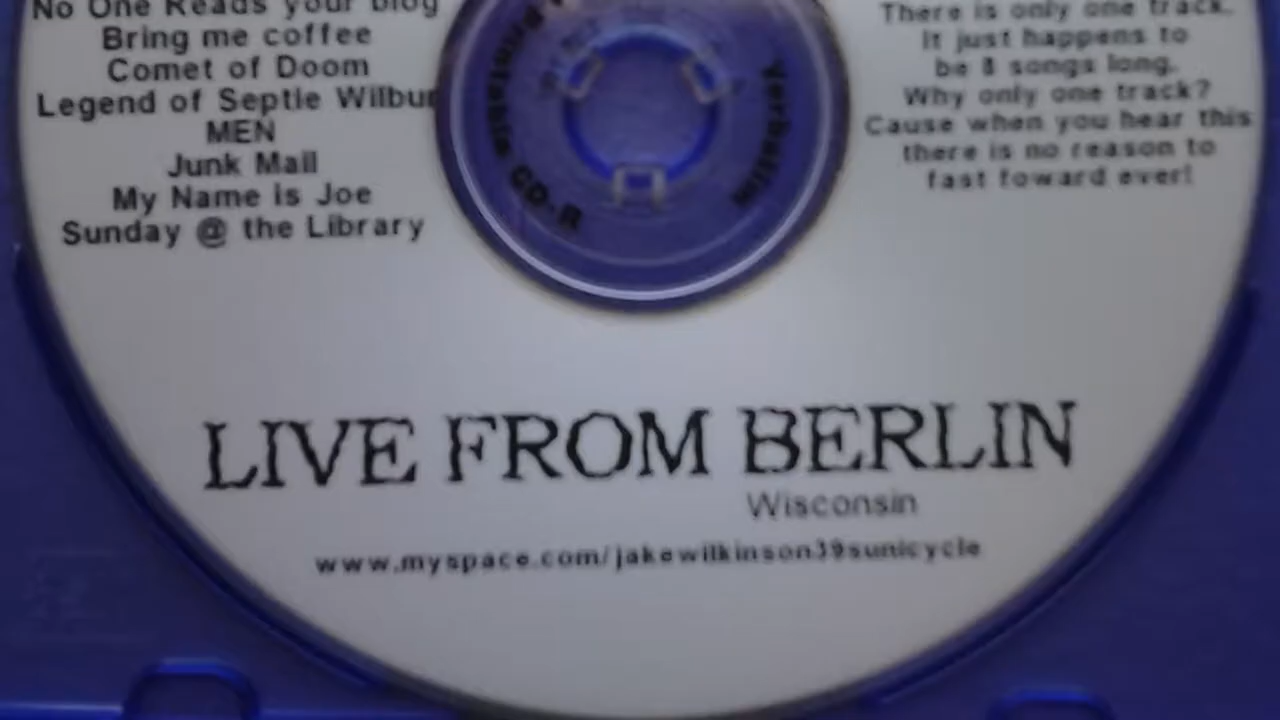 No One Reads your blog
Bring me coffee
Comet of Doom
Legend of Septie Wilbur
MEN
Junk Mail
My Name is Joe
Sunday @ the Library
Printable CD-R
Verbatim
There is only one track.
It just happens to
be 8 songs long.
Why only one track?
Cause when you hear this
there is no reason to
fast foward ever!
LIVE FROM BERLIN
Wisconsin
www.myspace.com/jakewilkinson39sunicycle